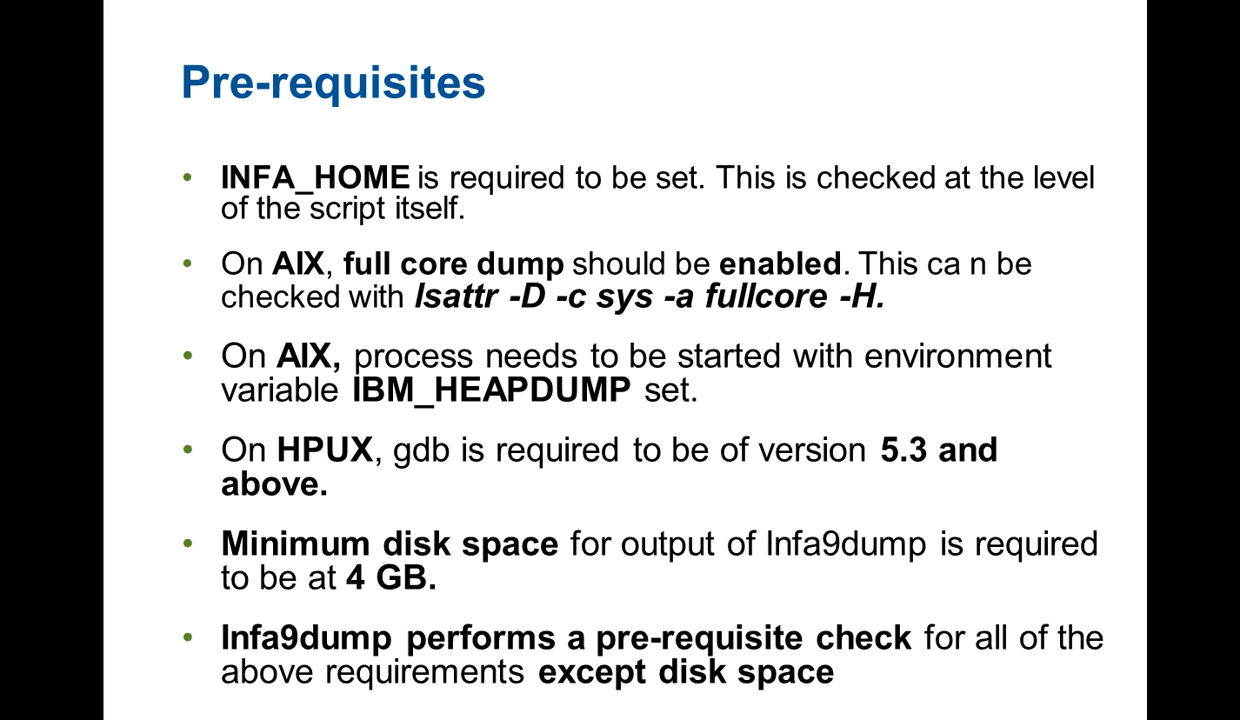 Pre-requisites
• INFA_HOME is required to be set. This is checked at the level
of the script itself.
• On AIX, full core dump should be enabled. This ca n be
checked with lsattr -D -c sys -a fullcore -H.
• On AIX, process needs to be started with environment
variable IBM_HEAPDUMP set.
• On HPUX, gdb is required to be of version 5.3 and
above.
• Minimum disk space for output of Infa9dump is required
to be at 4 GB.
• Infa9dump performs a pre-requisite check for all of the
above requirements except disk space